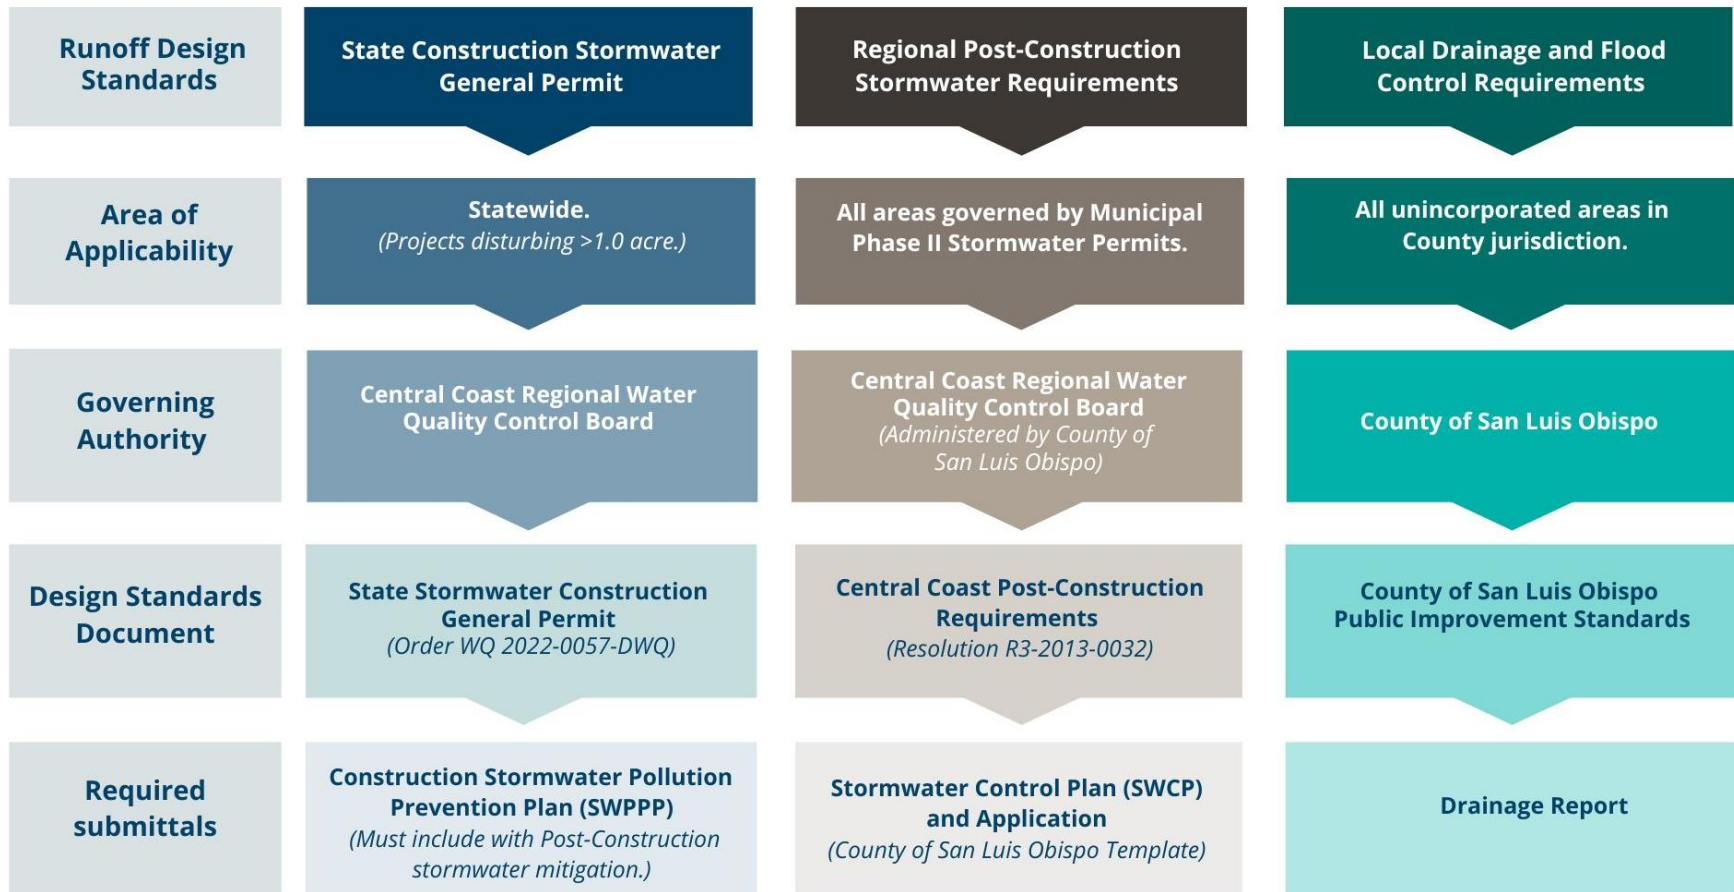 Runoff Design
Standards
State Construction Stormwater
General Permit
Regional Post-Construction
Stormwater Requirements
Local Drainage and Flood
Control Requirements
Area of
Applicability
Statewide.
(Projects disturbing >1.0 acre.)
All areas governed by Municipal
Phase II Stormwater Permits.
All unincorporated areas in
County jurisdiction.
Governing
Authority
Central Coast Regional Water
Quality Control Board
Central Coast Regional Water
Quality Control Board
(Administered by County of
San Luis Obispo)
County of San Luis Obispo
Design Standards
Document
State Stormwater Construction
General Permit
(Order WQ 2022-0057-DWQ)
Central Coast Post-Construction
Requirements
(Resolution R3-2013-0032)
County of San Luis Obispo
Public Improvement Standards
Required
submittals
Construction Stormwater Pollution
Prevention Plan (SWPPP)
(Must include with Post-Construction
stormwater mitigation.)
Stormwater Control Plan (SWCP)
and Application
(County of San Luis Obispo Template)
Drainage Report